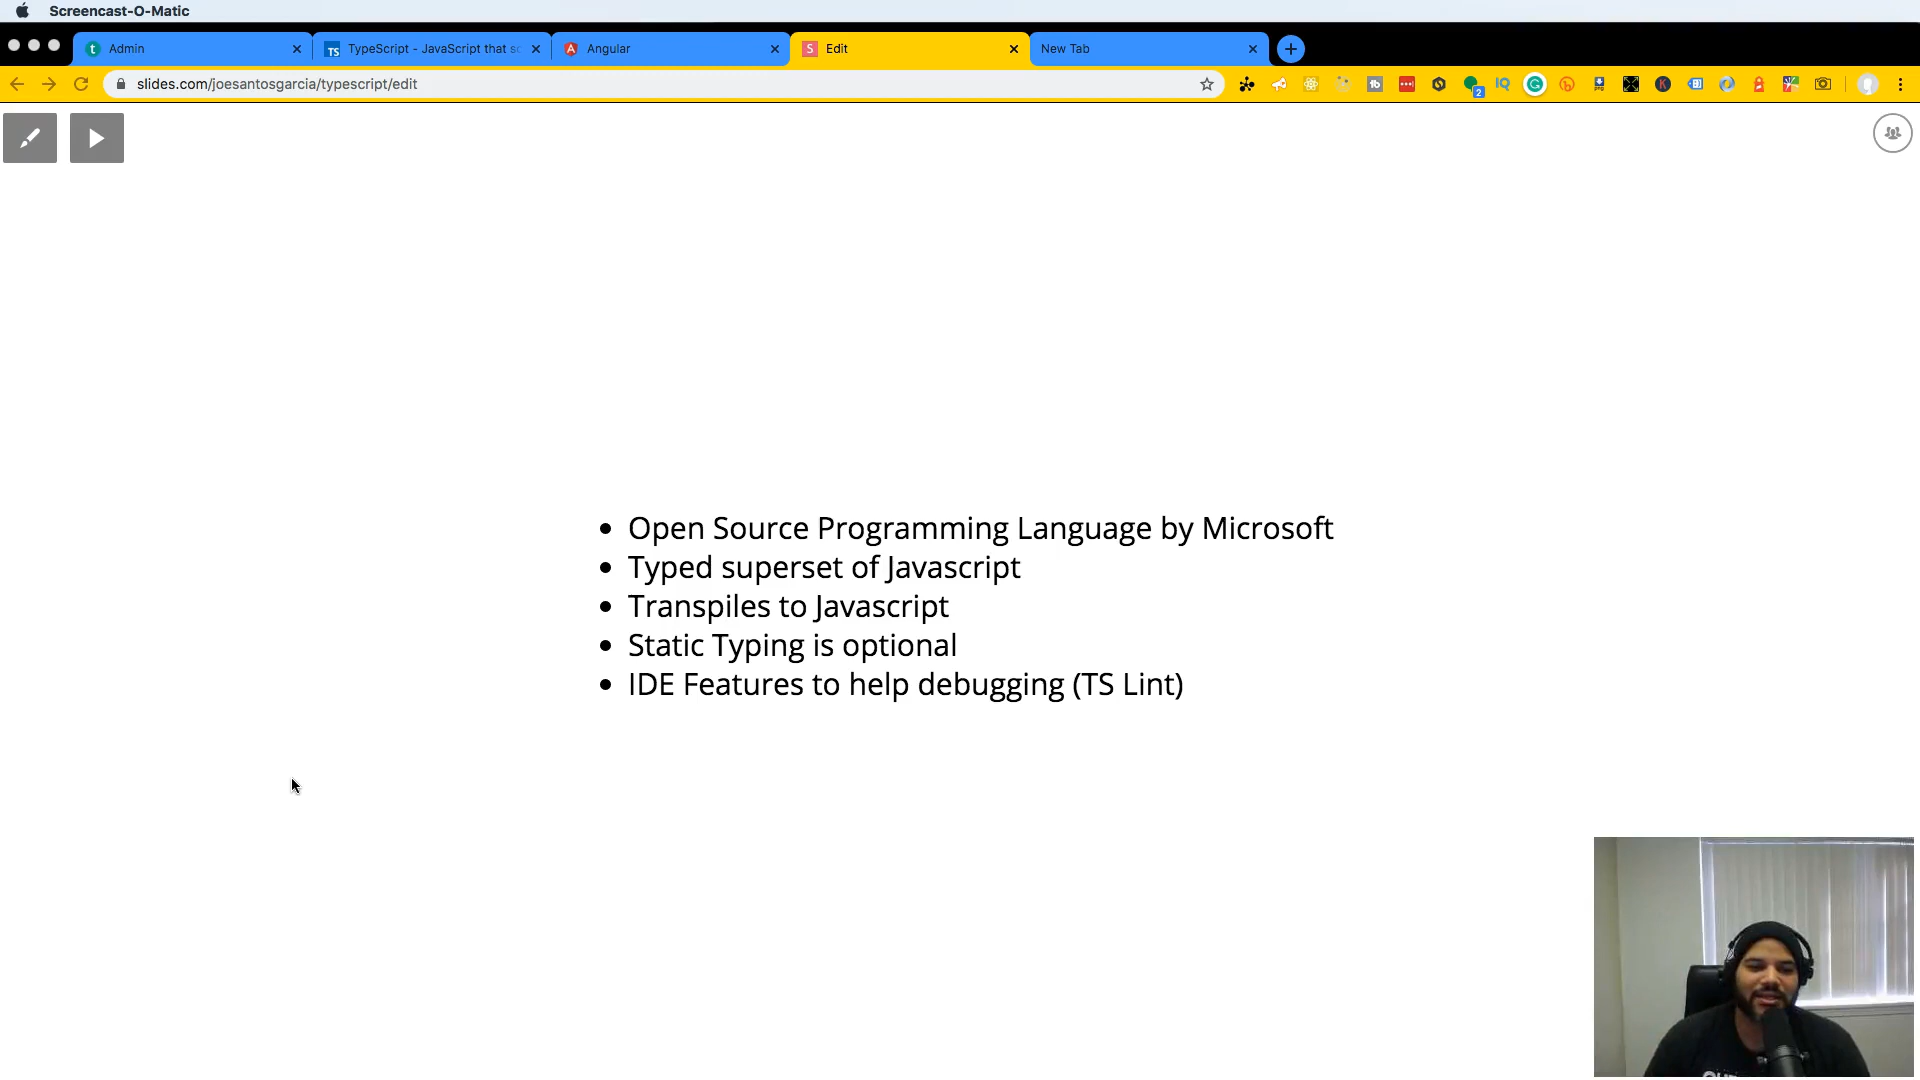 Screencast-O-Matic
Admin
TypeScript - JavaScript that sc
Angular
Edit
New Tab
slides.com/joesantosgarcia/typescript/edit
Open Source Programming Language by Microsoft
Typed superset of Javascript
Transpiles to Javascript
Static Typing is optional
IDE Features to help debugging (TS Lint)